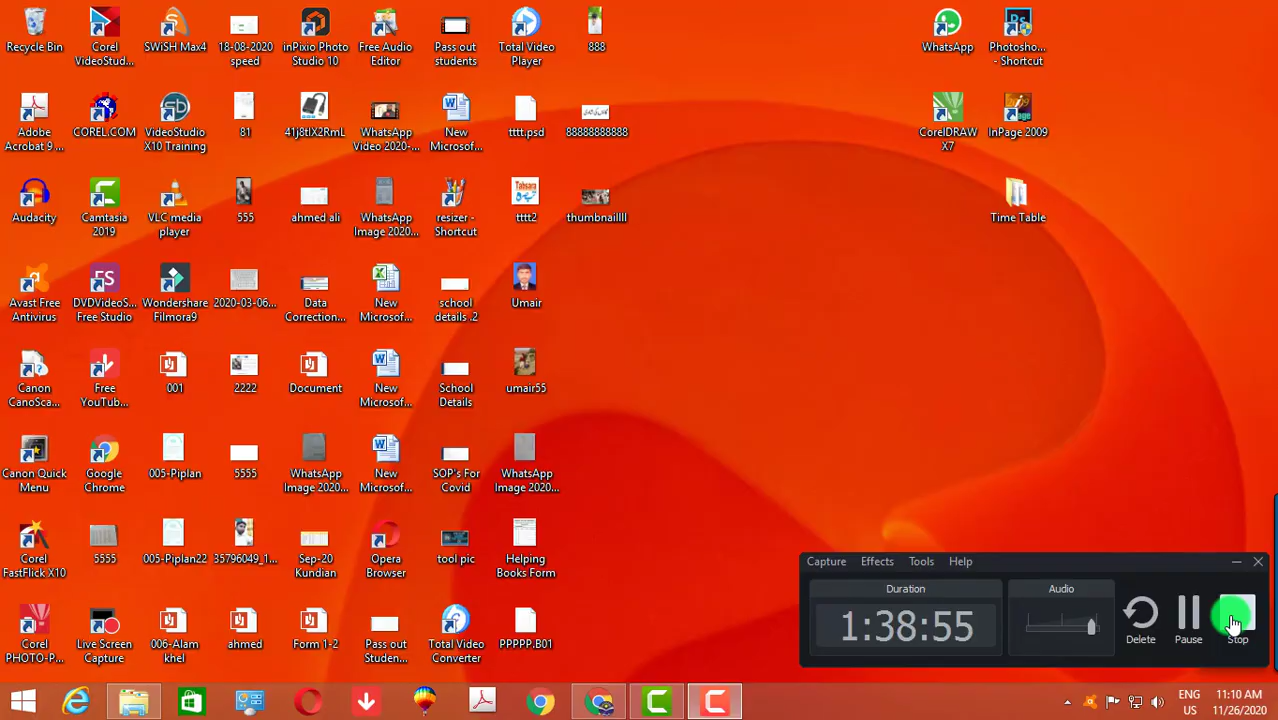 Recycle Bin
Corel
VideoStud...
SWiSH Max4
18-08-2020
speed
inPixio Photo
Studio 10
Free Audio
Editor
Pass out
students
Total Video
Player
888
WhatsApp
Photosho...
- Shortcut
Adobe
Acrobat 9 ...
COREL.COM
VideoStudio
X10 Training
81
41j8tlX2RmL
WhatsApp
Video 2020-...
New
Microsof...
tttt.psd
88888888888
CorelDRAW
X7
InPage 2009
Audacity
Camtasia
2019
VLC media
player
555
ahmed ali
WhatsApp
Image 2020...
resizer -
Shortcut
Tabsara
tttt2
thumbnaillll
Time Table
Avast Free
Antivirus
DVDVideoS...
Free Studio
Wondershare
Filmora9
2020-03-06...
Data
Correction...
New
Microsof...
school
details .2
Umair
Canon
CanoSca...
Free
YouTub...
001
2222
Document
New
Microsof...
School
Details
umair55
Canon Quick
Menu
Google
Chrome
005-Piplan
5555
WhatsApp
Image 2020...
New
Microsof...
SOP's For
Covid
WhatsApp
Image 2020...
Corel
FastFlick X10
5555
005-Piplan22
35796049_1...
Sep-20
Kundian
Opera
Browser
tool pic
Helping
Books Form
Corel
PHOTO-P...
Live Screen
Capture
006-Alam
khel
ahmed
Form 1-2
Pass out
Studen...
Total Video
Converter
PPPPP.B01
Capture Effects Tools Help
Duration
Audio
1:38:55
Delete
Pause
Stop
ENG
US
11:10 AM
11/26/2020